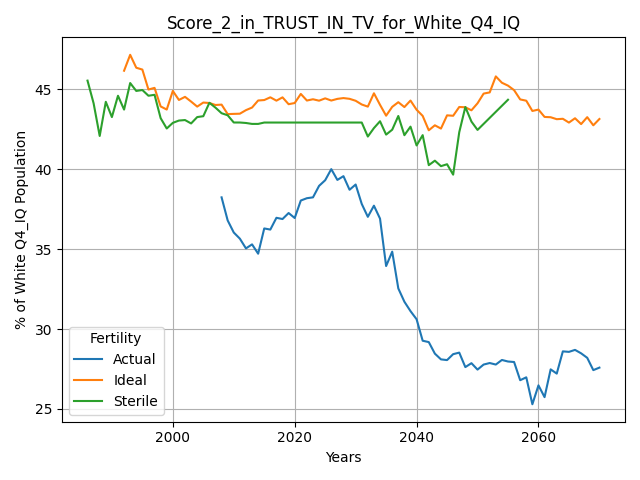 Score_2_in_TRUST_IN_TV_for_White_Q4_IQ
% of White Q4_IQ Population
45
40
35
30
25
Fertility
Actual
Ideal
Sterile
2000
2020
2040
2060
Years